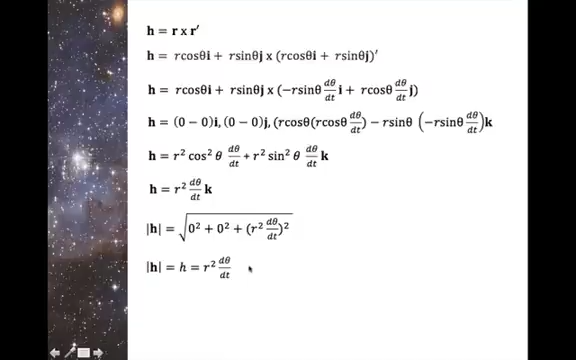 h = r x r′
h = rcosθi + rsinθj x (rcosθi + rsinθj)′
h = rcosθi + rsinθj x (−rsinθ dθ/dt i + rcosθ dθ/dt j)
h = (0 − 0)i, (0 − 0)j, (rcosθ(rcosθ dθ/dt) − rsinθ (−rsinθ dθ/dt)k
h = r² cos² θ dθ/dt + r² sin² θ dθ/dt k
h = r² dθ/dt k
|h| = √(0² + 0² + (r² dθ/dt)²)
|h| = h = r² dθ/dt